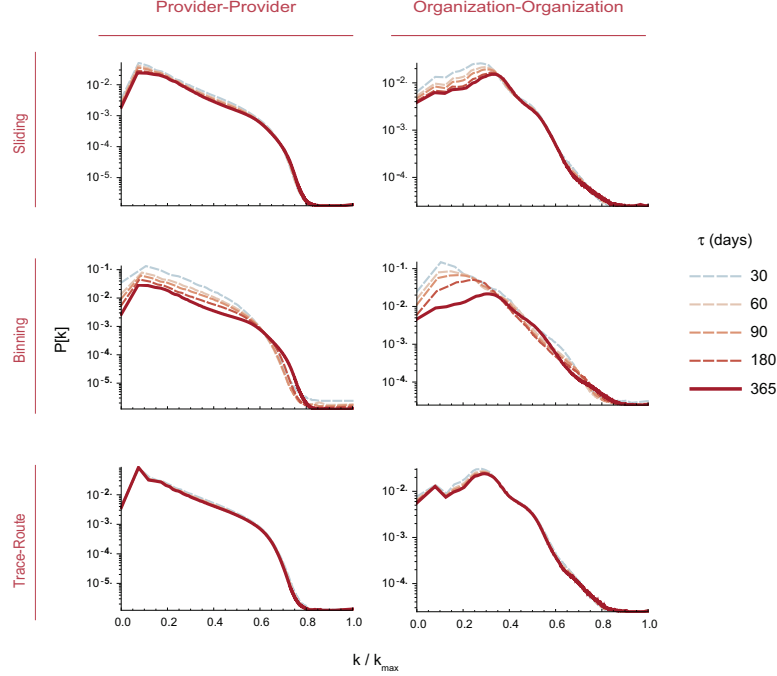 Provider-Provider
Organization-Organization
Sliding
10⁻²
10⁻³
10⁻⁴
10⁻⁵
10⁻²
10⁻³
10⁻⁴
τ (days)
30
60
90
180
365
Binning
P[k]
10⁻¹
10⁻²
10⁻³
10⁻⁴
10⁻⁵
10⁻¹
10⁻²
10⁻³
10⁻⁴
Trace-Route
10⁻²
10⁻³
10⁻⁴
10⁻⁵
10⁻²
10⁻³
10⁻⁴
0.0 0.2 0.4 0.6 0.8 1.0
0.0 0.2 0.4 0.6 0.8 1.0
k / kmax